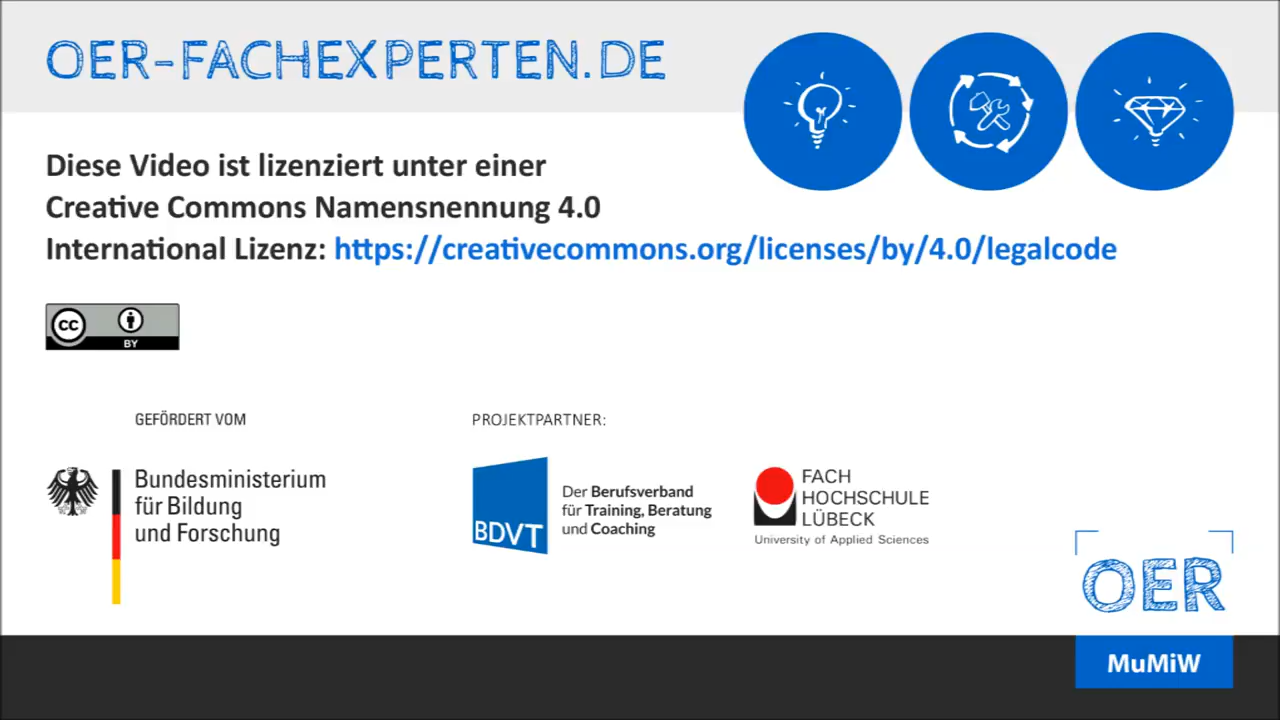 OER-FACHEXPERTEN.DE
Diese Video ist lizenziert unter einer
Creative Commons Namensnennung 4.0
International Lizenz: https://creativecommons.org/licenses/by/4.0/legalcode
CC BY
GEFÖRDERT VOM
Bundesministerium
für Bildung
und Forschung
PROJEKTPARTNER:
BDVT
Der Berufsverband
für Training, Beratung
und Coaching
FACH
HOCHSCHULE
LÜBECK
University of Applied Sciences
OER
MuMiW